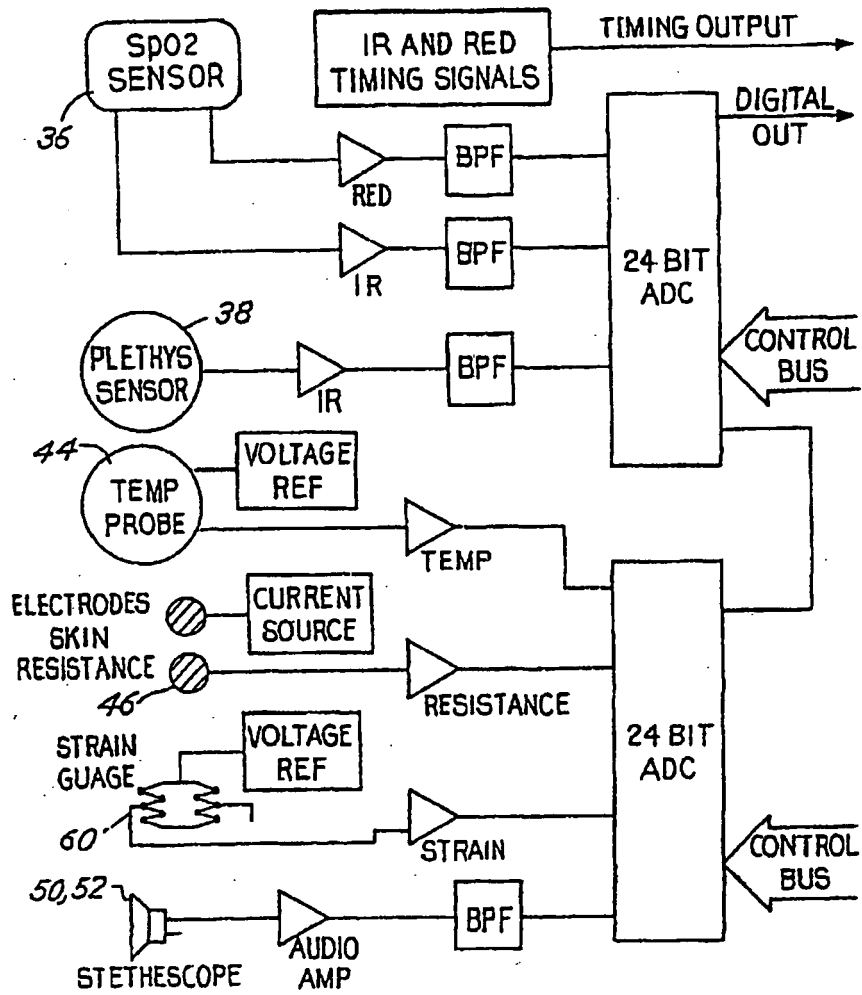 SpO2
SENSOR
36
IR AND RED
TIMING SIGNALS
TIMING OUTPUT
DIGITAL
OUT
RED
BPF
IR
BPF
24 BIT
ADC
38
PLETHYS
SENSOR
IR
BPF
CONTROL
BUS
44
TEMP
PROBE
VOLTAGE
REF
TEMP
ELECTRODES
SKIN
RESISTANCE
46
CURRENT
SOURCE
RESISTANCE
STRAIN
GUAGE
60
VOLTAGE
REF
STRAIN
24 BIT
ADC
CONTROL
BUS
50,52
STETHESCOPE
AUDIO
AMP
BPF